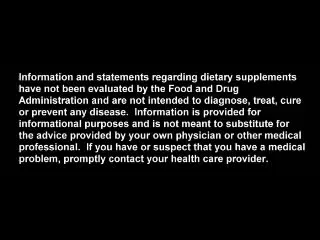 Information and statements regarding dietary supplements
have not been evaluated by the Food and Drug
Administration and are not intended to diagnose, treat, cure
or prevent any disease.  Information is provided for
informational purposes and is not meant to substitute for
the advice provided by your own physician or other medical
professional.  If you have or suspect that you have a medical
problem, promptly contact your health care provider.